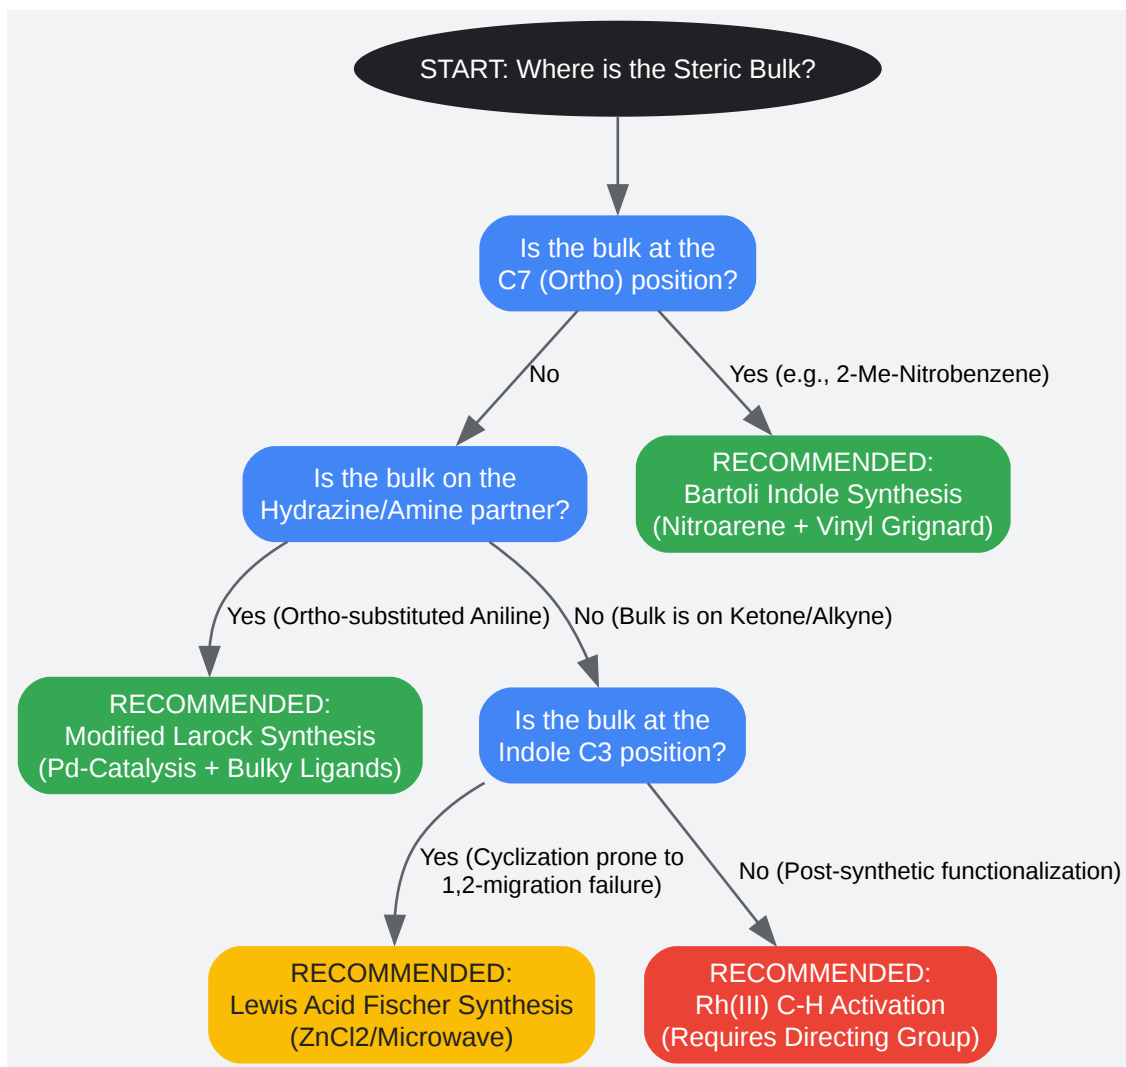 START: Where is the Steric Bulk?
Is the bulk at the
C7 (Ortho) position?
No
Yes (e.g., 2-Me-Nitrobenzene)
RECOMMENDED:
Bartoli Indole Synthesis
(Nitroarene + Vinyl Grignard)
Is the bulk on the
Hydrazine/Amine partner?
Yes (Ortho-substituted Aniline)
No (Bulk is on Ketone/Alkyne)
RECOMMENDED:
Modified Larock Synthesis
(Pd-Catalysis + Bulky Ligands)
Is the bulk at the
Indole C3 position?
Yes (Cyclization prone to
1,2-migration failure)
No (Post-synthetic functionalization)
RECOMMENDED:
Lewis Acid Fischer Synthesis
(ZnCl2/Microwave)
RECOMMENDED:
Rh(III) C-H Activation
(Requires Directing Group)